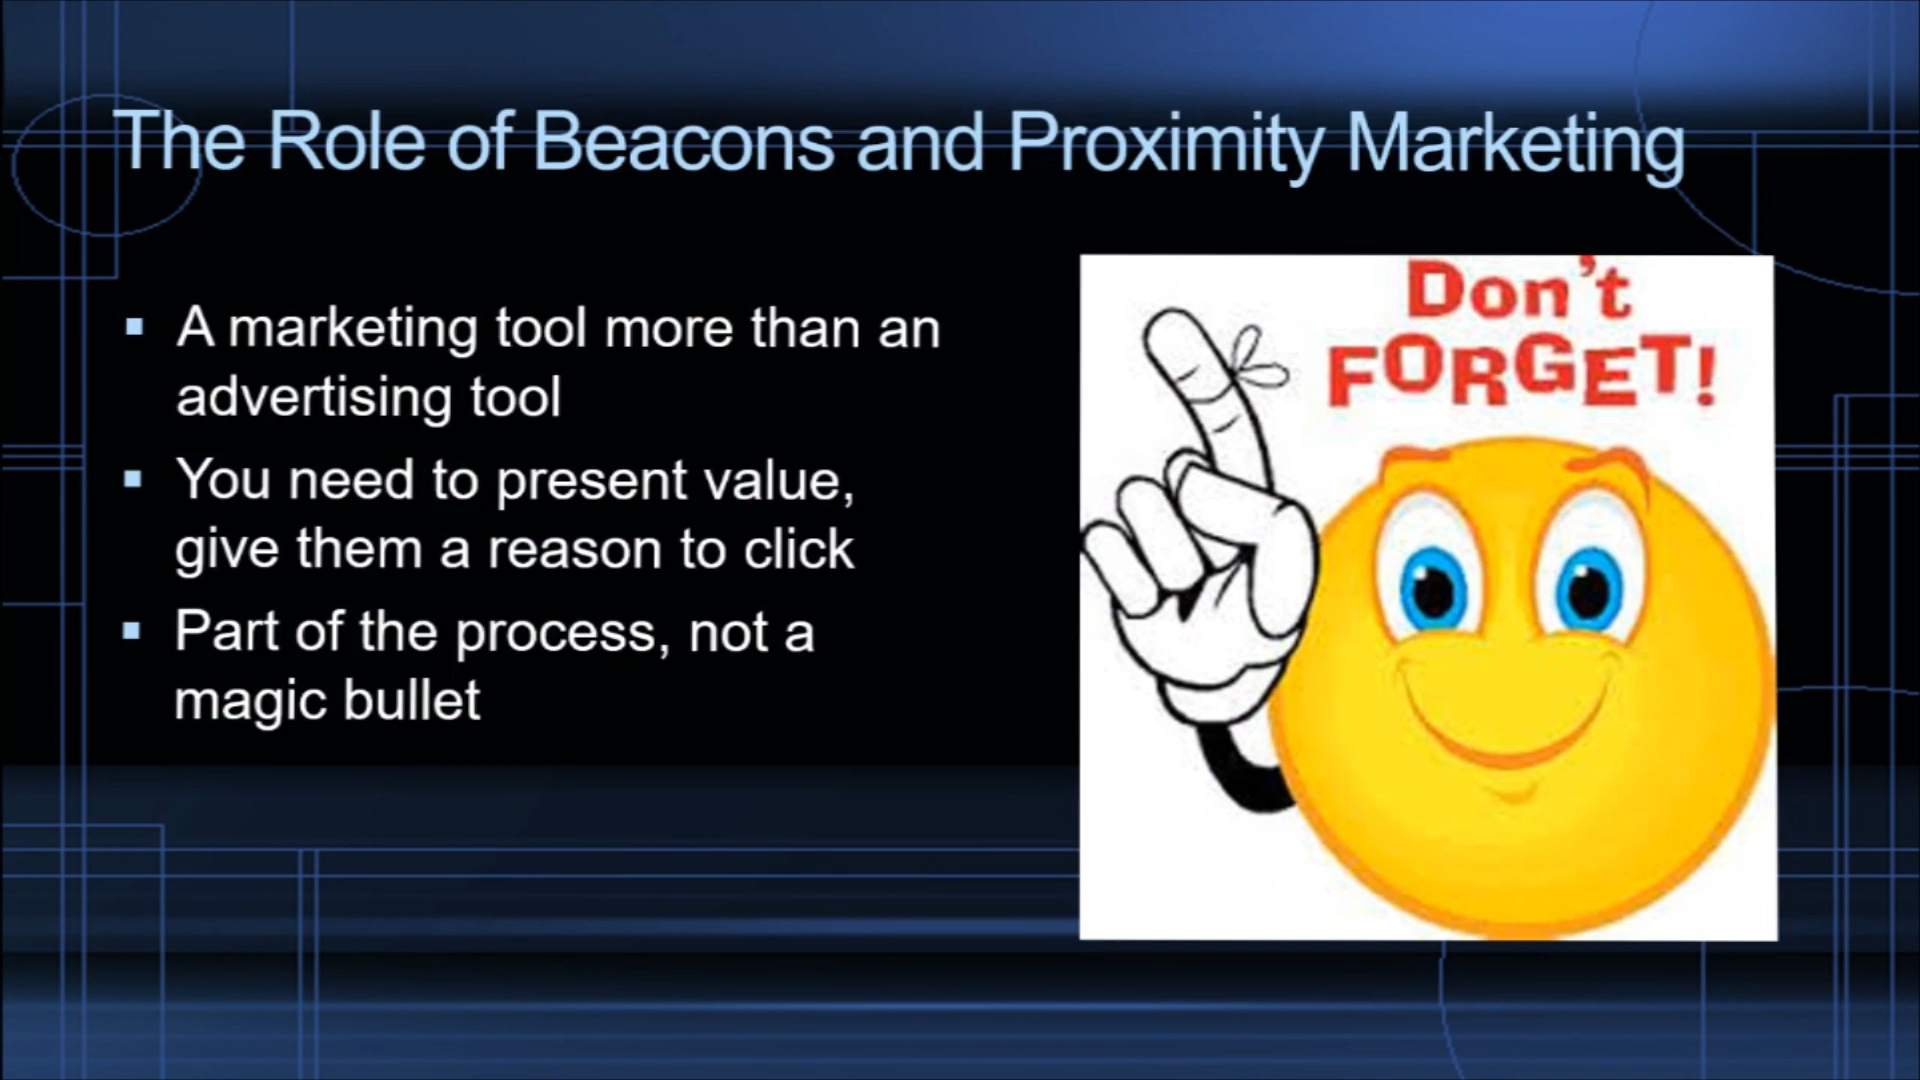 The Role of Beacons and Proximity Marketing
A marketing tool more than an
advertising tool
You need to present value,
give them a reason to click
Part of the process, not a
magic bullet
Don't
FORGET!